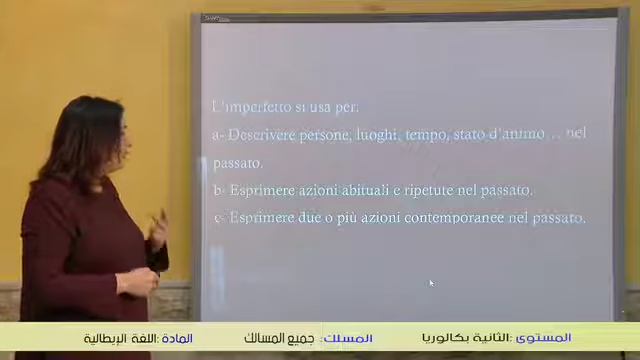 L'imperfetto si usa per:
a- Descrivere persone, luoghi, tempo, stato d'animo... nel
passato.
b- Esprimere azioni abituali e ripetute nel passato.
c- Esprimere due o più azioni contemporanee nel passato.
المستوى :الثانية بكالوريا المسلك: جميع المسالك المادة: اللغة الإيطالية